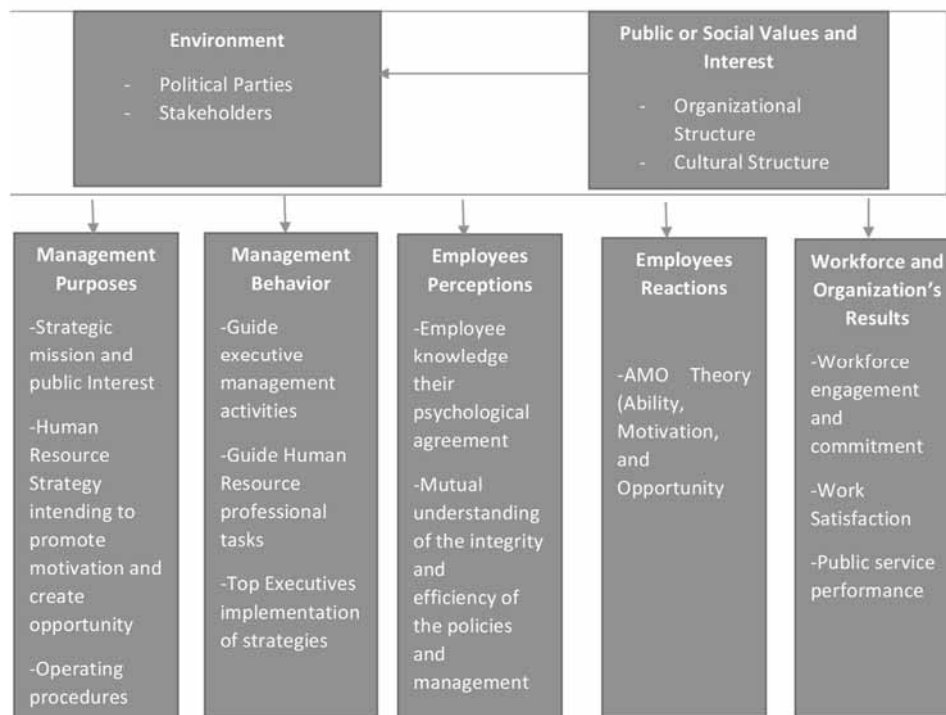 Environment
- Political Parties
- Stakeholders
Public or Social Values and
Interest
- Organizational
Structure
- Cultural Structure
Management
Purposes
-Strategic
mission and
public Interest
-Human
Resource
Strategy
intending to
promote
motivation and
create
opportunity
-Operating
procedures
Management
Behavior
-Guide
executive
management
activities
-Guide Human
Resource
professional
tasks
-Top Executives
implementation
of strategies
Employees
Perceptions
-Employee
knowledge
their
psychological
agreement
-Mutual
understanding
of the integrity
and
efficiency of
the policies
and
management
Employees
Reactions
-AMO Theory
(Ability,
Motivation,
and
Opportunity
Workforce and
Organization's
Results
-Workforce
engagement
and
commitment
-Work
Satisfaction
-Public service
performance